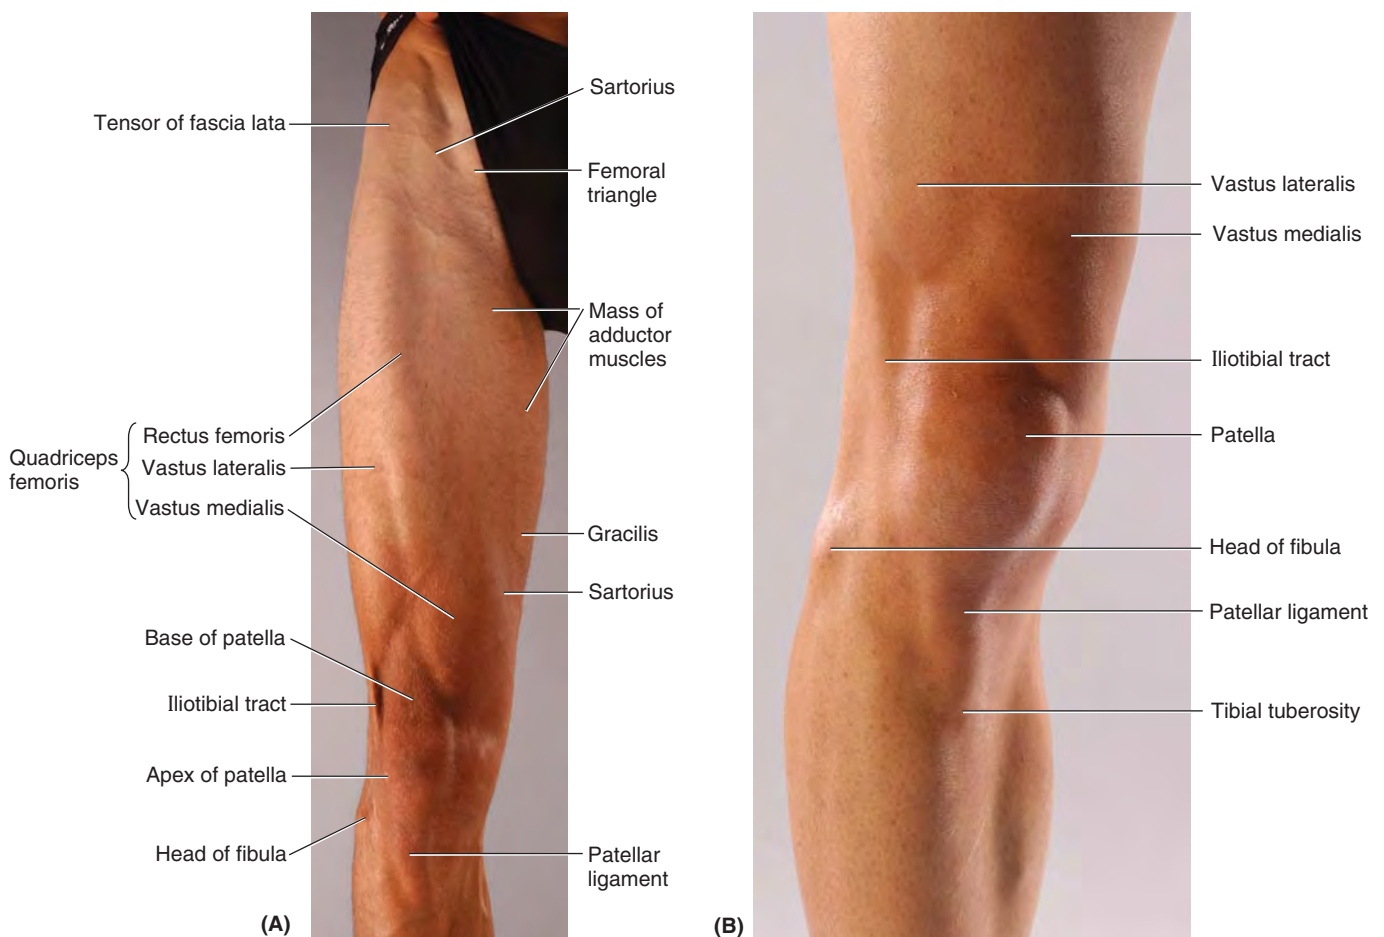 Tensor of fascia lata
Sartorius
Femoral
triangle
Mass of
adductor
muscles
Quadriceps
femoris
Rectus femoris
Vastus lateralis
Vastus medialis
Gracilis
Sartorius
Base of patella
Iliotibial tract
Apex of patella
Head of fibula
Patellar
ligament
(A)
Vastus lateralis
Vastus medialis
Iliotibial tract
Patella
Head of fibula
Patellar ligament
Tibial tuberosity
(B)